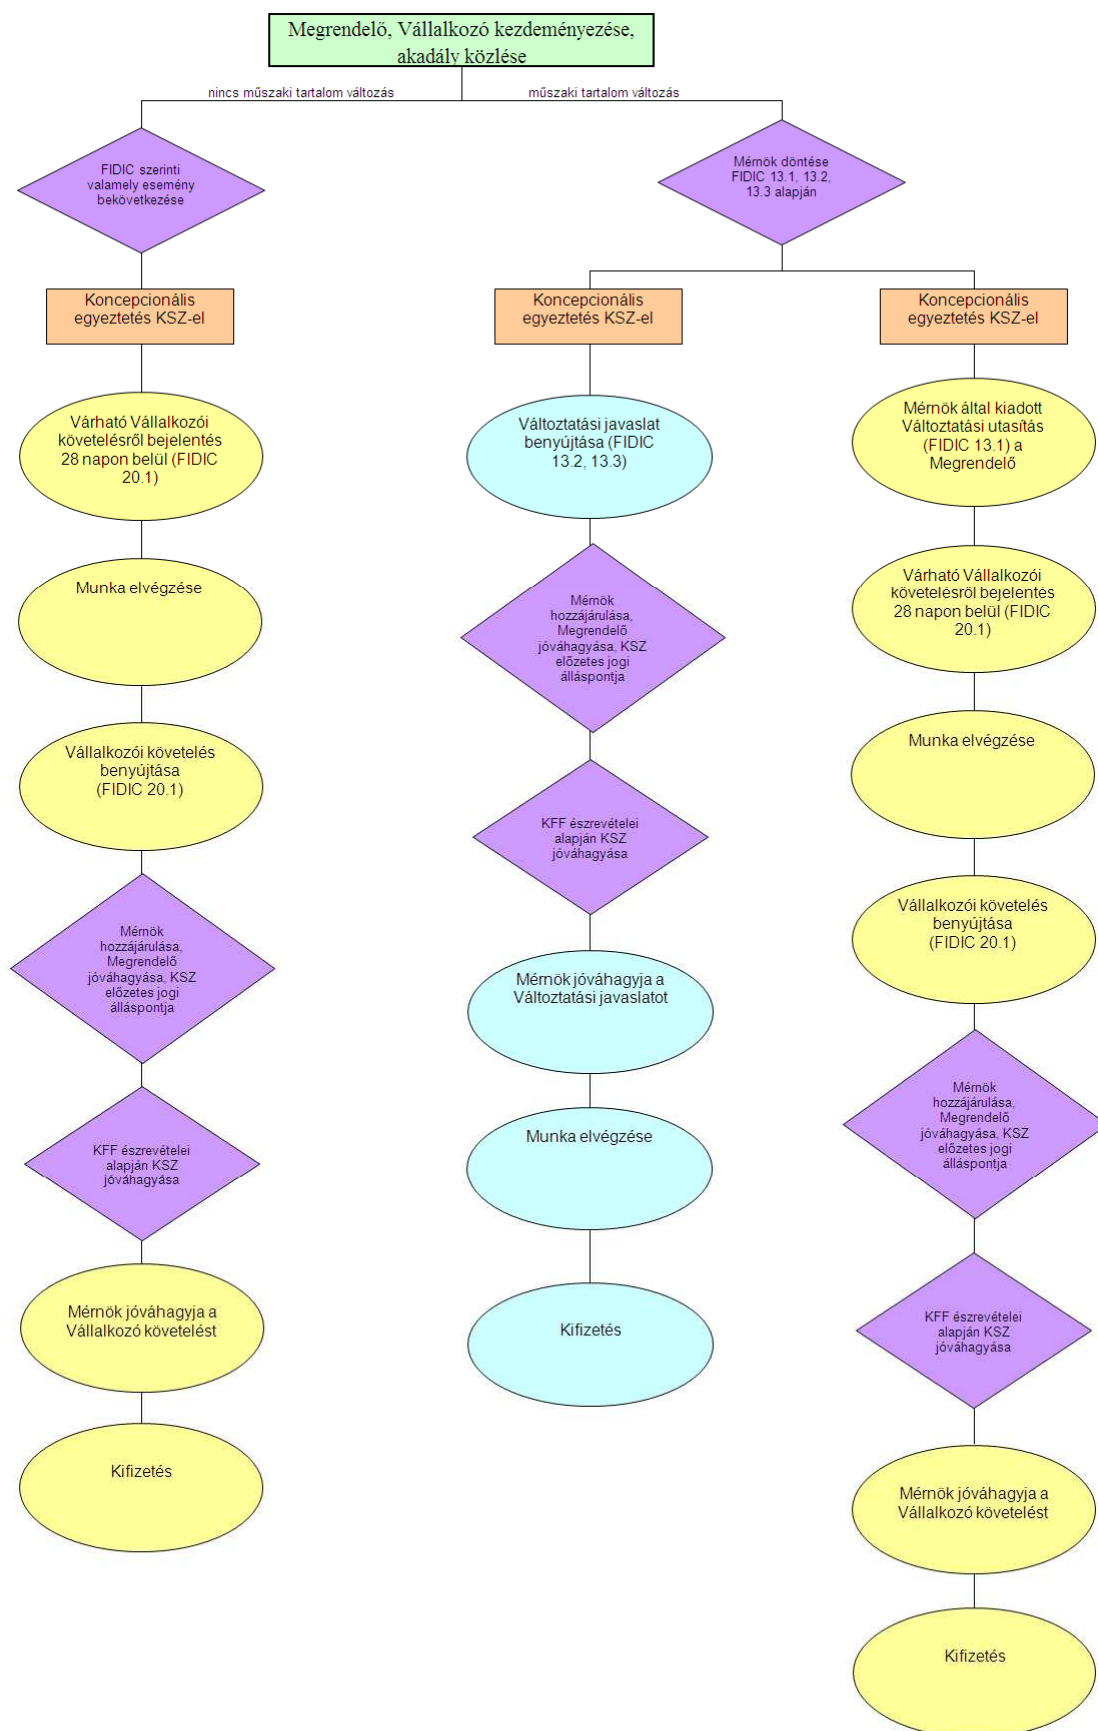 Megrendelő, Vállalkozó kezdeményezése,
akadály közlése
nincs műszaki tartalom változás
műszaki tartalom változás
FIDIC szerinti
valamely esemény
bekövetkezése
Koncepcionális
egyeztetés KSZ-el
Várható Vállalkozói
követelésről bejelentés
28 napon belül (FIDIC
20.1)
Munka elvégzése
Vállalkozói követelés
benyújtása
(FIDIC 20.1)
Mérnök
hozzájárulása,
Megrendelő
jóváhagyása, KSZ
előzetes jogi
álláspontja
KFF észrevételei
alapján KSZ
jóváhagyása
Mérnök jóváhagyja a
Vállalkozó követelést
Kifizetés
Mérnök döntése
FIDIC 13.1, 13.2,
13.3 alapján
Koncepcionális
egyeztetés KSZ-el
Változtatási javaslat
benyújtása (FIDIC
13.2, 13.3)
Mérnök
hozzájárulása,
Megrendelő
jóváhagyása, KSZ
előzetes jogi
álláspontja
KFF észrevételei
alapján KSZ
jóváhagyása
Mérnök jóváhagyja a
Változtatási javaslatot
Munka elvégzése
Kifizetés
Koncepcionális
egyeztetés KSZ-el
Mérnök által kiadott
Változtatási utasítás
(FIDIC 13.1) a
Megrendelő
Várható Vállalkozói
követelésről bejelentés
28 napon belül (FIDIC
20.1)
Munka elvégzése
Vállalkozói követelés
benyújtása
(FIDIC 20.1)
Mérnök
hozzájárulása,
Megrendelő
jóváhagyása, KSZ
előzetes jogi
álláspontja
KFF észrevételei
alapján KSZ
jóváhagyása
Mérnök jóváhagyja a
Vállalkozó követelést
Kifizetés